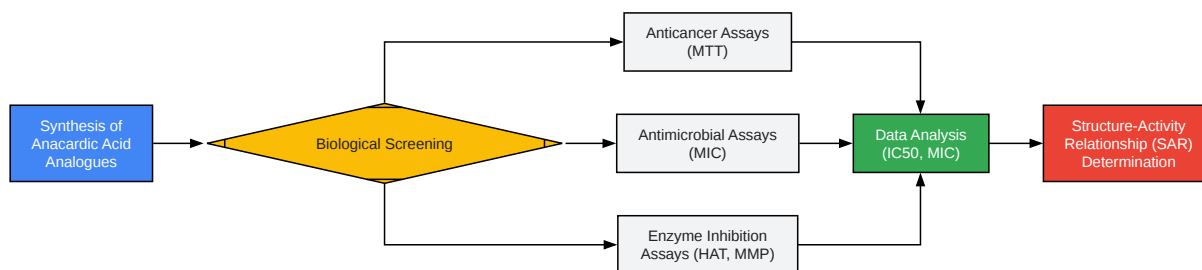 Synthesis of
Anacardic Acid
Analogues
Biological Screening
Anticancer Assays
(MTT)
Antimicrobial Assays
(MIC)
Enzyme Inhibition
Assays (HAT, MMP)
Data Analysis
(IC50, MIC)
Structure-Activity
Relationship (SAR)
Determination